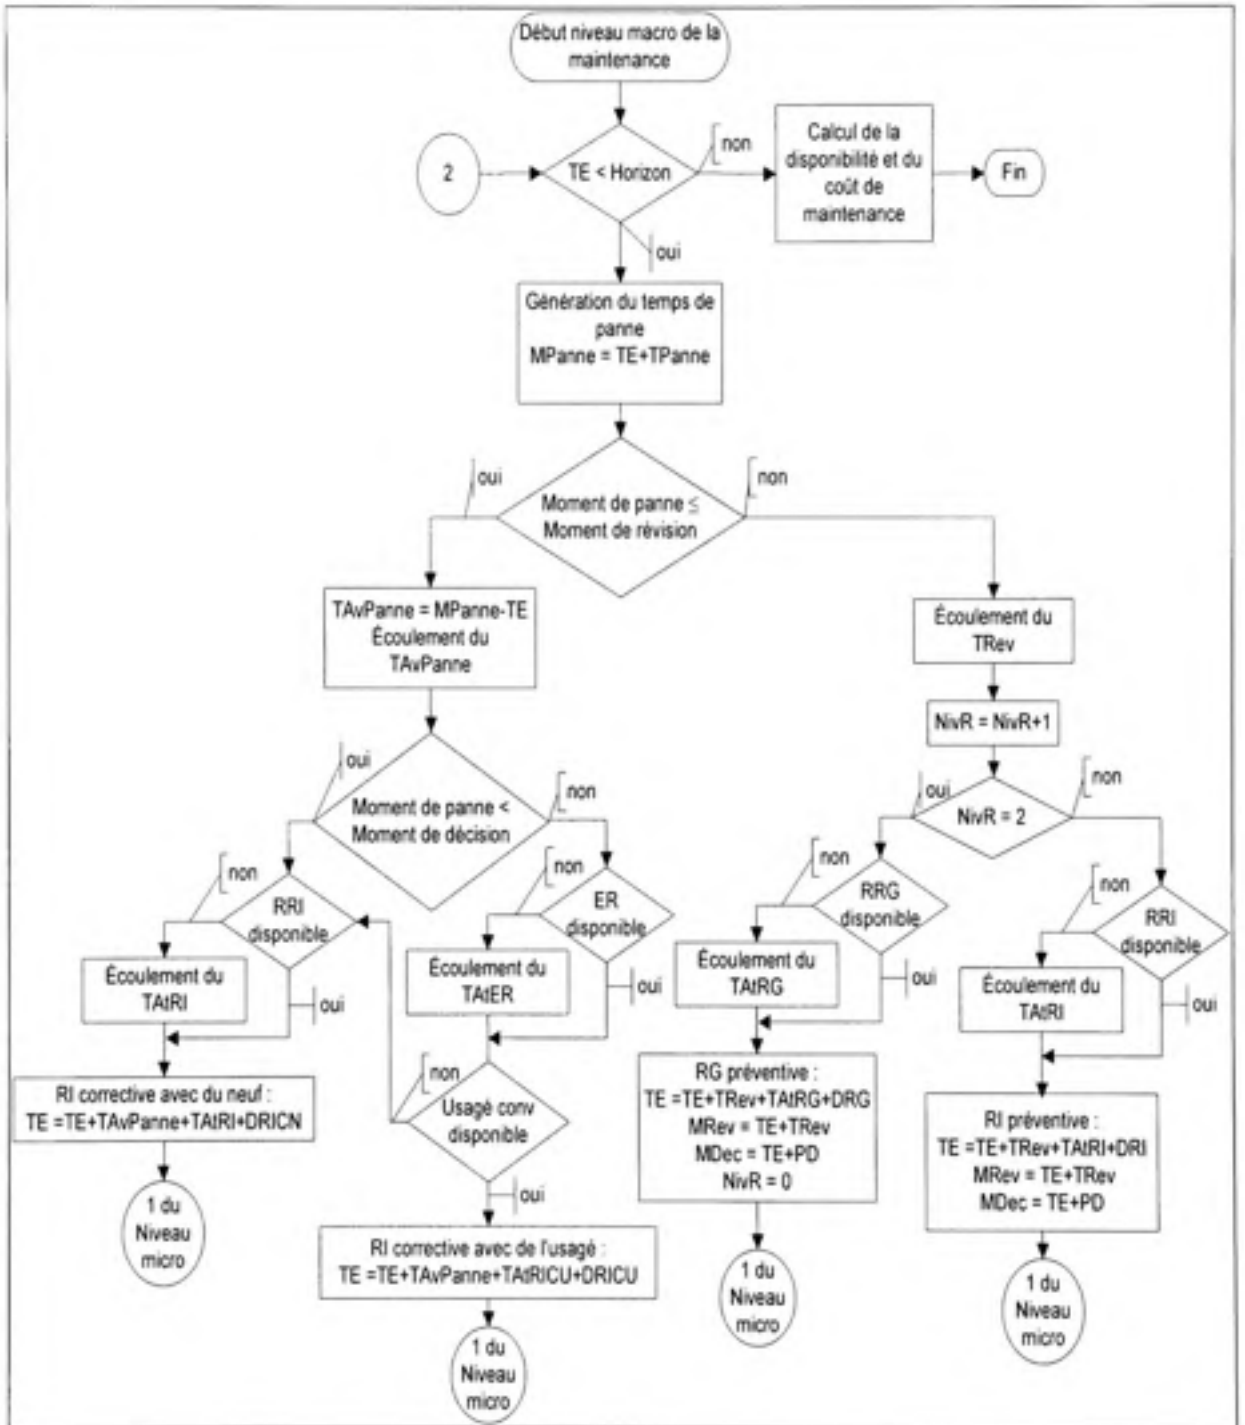 Début niveau macro de la
maintenance
2
TE < Horizon
non
Calcul de la
disponibilité et du
coût de
maintenance
Fin
oui
Génération du temps de
panne
MPanne = TE+TPanne
oui
non
Moment de panne ≤
Moment de révision
TAvPanne = MPanne-TE
Écoulement du
TAvPanne
Écoulement du
TRev
NivR = NivR+1
oui
non
Moment de panne <
Moment de décision
oui
non
NivR = 2
non
RRI
disponible
non
ER
disponible
non
RRG
disponible
non
RRI
disponible
Écoulement du
TAtRI
oui
Écoulement du
TAtER
oui
Écoulement du
TAtRG
oui
Écoulement du
TAtRI
oui
RI corrective avec du neuf :
TE =TE+TAvPanne+TAtRI+DRICN
non
Usagé conv
disponible
oui
RG préventive :
TE =TE+TRev+TAtRG+DRG
MRev = TE+TRev
MDec = TE+PD
NivR = 0
RI préventive :
TE =TE+TRev+TAtRI+DRI
MRev = TE+TRev
MDec = TE+PD
1 du
Niveau
micro
RI corrective avec de l'usagé :
TE =TE+TAvPanne+TAtRICU+DRICU
1 du
Niveau
micro
1 du
Niveau
micro
1 du
Niveau
micro